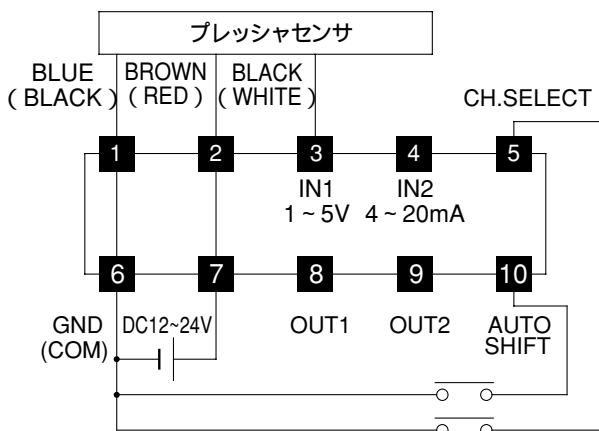 プレッシャセンサ
BLUE
( BLACK )
BROWN
( RED )
BLACK
( WHITE )
CH.SELECT
1
2
3
4
5
IN1
1 ~ 5V
IN2
4 ~ 20mA
6
7
8
9
10
GND
(COM)
DC12~24V
OUT1
OUT2
AUTO
SHIFT